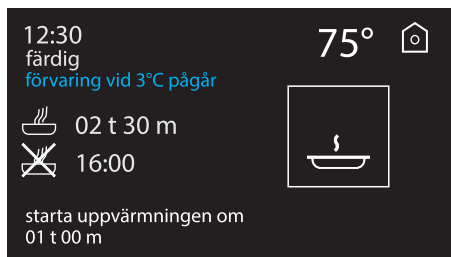 12:30
färdig
förvaring vid 3°C pågår
75°
02 t 30 m
16:00
starta uppvärmningen om
01 t 00 m